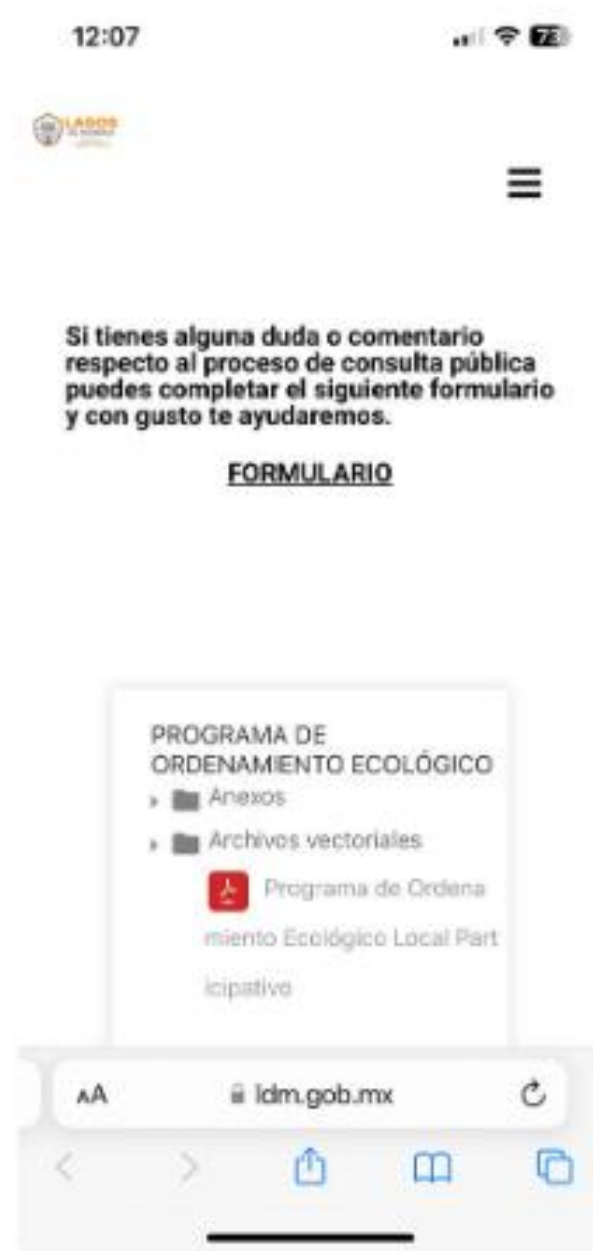 12:07
73
LAGOS
Si tienes alguna duda o comentario
respecto al proceso de consulta pública
puedes completar el siguiente formulario
y con gusto te ayudaremos.
FORMULARIO
PROGRAMA DE
ORDENAMIENTO ECOLÓGICO
Anexos
Archivos vectoriales
Programa de Ordena
miento Ecológico Local Part
icipativo
AA
ldm.gob.mx